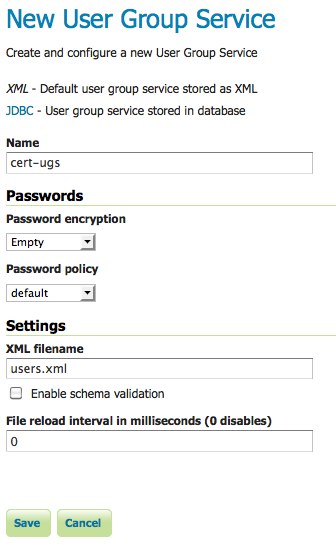 New User Group Service
Create and configure a new User Group Service
XML - Default user group service stored as XML
JDBC - User group service stored in database
Name
cert-ugs
Passwords
Password encryption
Empty
Password policy
default
Settings
XML filename
users.xml
Enable schema validation
File reload interval in milliseconds (0 disables)
0
Save Cancel